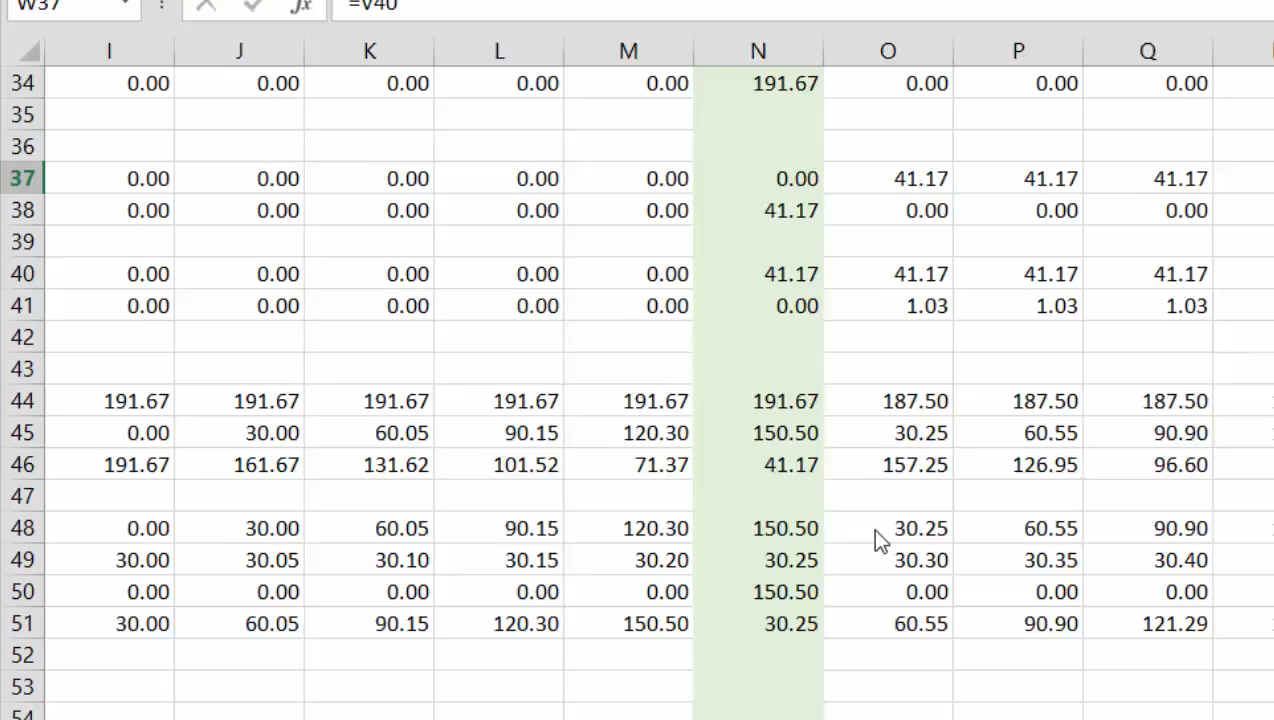 W37 fx =V40
I J K L M N O P Q
34 0.00 0.00 0.00 0.00 0.00 191.67 0.00 0.00 0.00
35
36
37 0.00 0.00 0.00 0.00 0.00 0.00 41.17 41.17 41.17
38 0.00 0.00 0.00 0.00 0.00 41.17 0.00 0.00 0.00
39
40 0.00 0.00 0.00 0.00 0.00 41.17 41.17 41.17 41.17
41 0.00 0.00 0.00 0.00 0.00 0.00 1.03 1.03 1.03
42
43
44 191.67 191.67 191.67 191.67 191.67 191.67 187.50 187.50 187.50
45 0.00 30.00 60.05 90.15 120.30 150.50 30.25 60.55 90.90
46 191.67 161.67 131.62 101.52 71.37 41.17 157.25 126.95 96.60
47
48 0.00 30.00 60.05 90.15 120.30 150.50 30.25 60.55 90.90
49 30.00 30.05 30.10 30.15 30.20 30.25 30.30 30.35 30.40
50 0.00 0.00 0.00 0.00 0.00 150.50 0.00 0.00 0.00
51 30.00 60.05 90.15 120.30 150.50 30.25 60.55 90.90 121.29
52
53
54